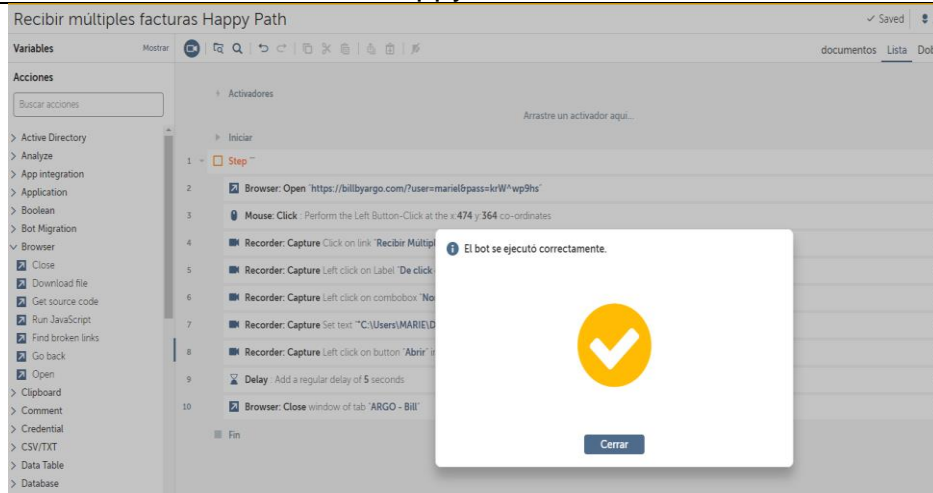 Recibir múltiples facturas Happy Path
Saved
Variables Mostrar
documentos Lista Dob
Acciones
Buscar acciones
Active Directory
Analyze
App integration
Application
Boolean
Bot Migration
Browser
Close
Download file
Get source code
Run JavaScript
Find broken links
Go back
Open
Clipboard
Comment
Credential
CSV/TXT
Data Table
Database
Activadores
Arrastre un activador aquí...
Iniciar
1 Step ""
2 Browser: Open "https://billbyargo.com/?user=mariel&pass=krW^wp9hs"
3 Mouse: Click : Perform the Left Button-Click at the x:474 y:364 co-ordinates
4 Recorder: Capture Click on link "Recibir Múltipl
5 Recorder: Capture Left click on Label "De click
6 Recorder: Capture Left click on combobox "No
7 Recorder: Capture Set text ""C:\Users\MARIE\D
8 Recorder: Capture Left click on button "Abrir" in
9 Delay : Add a regular delay of 5 seconds
10 Browser: Close window of tab "ARGO - Bill"
Fin
El bot se ejecutó correctamente.
Cerrar